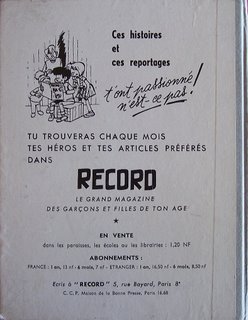 Ces histoires
et
ces reportages
t'ont passionné
n'est-ce pas!
TU TROUVERAS CHAQUE MOIS
TES HÉROS ET TES ARTICLES PRÉFÉRÉS
DANS
RECORD
LE GRAND MAGAZINE
DES GARÇONS ET FILLES DE TON AGE
★
EN VENTE
dans les paroisses, les écoles ou les librairies : 1,20 NF
ABONNEMENTS :
FRANCE : 1 an, 13 nf - 6 mois, 7 nf - ETRANGER : 1 an, 16,50 nf - 6 mois, 8,50 nf
Ecris à "RECORD" 5, rue Bayard, Paris 8e
C. C. P. Maison de la Bonne Presse, Paris 16.68